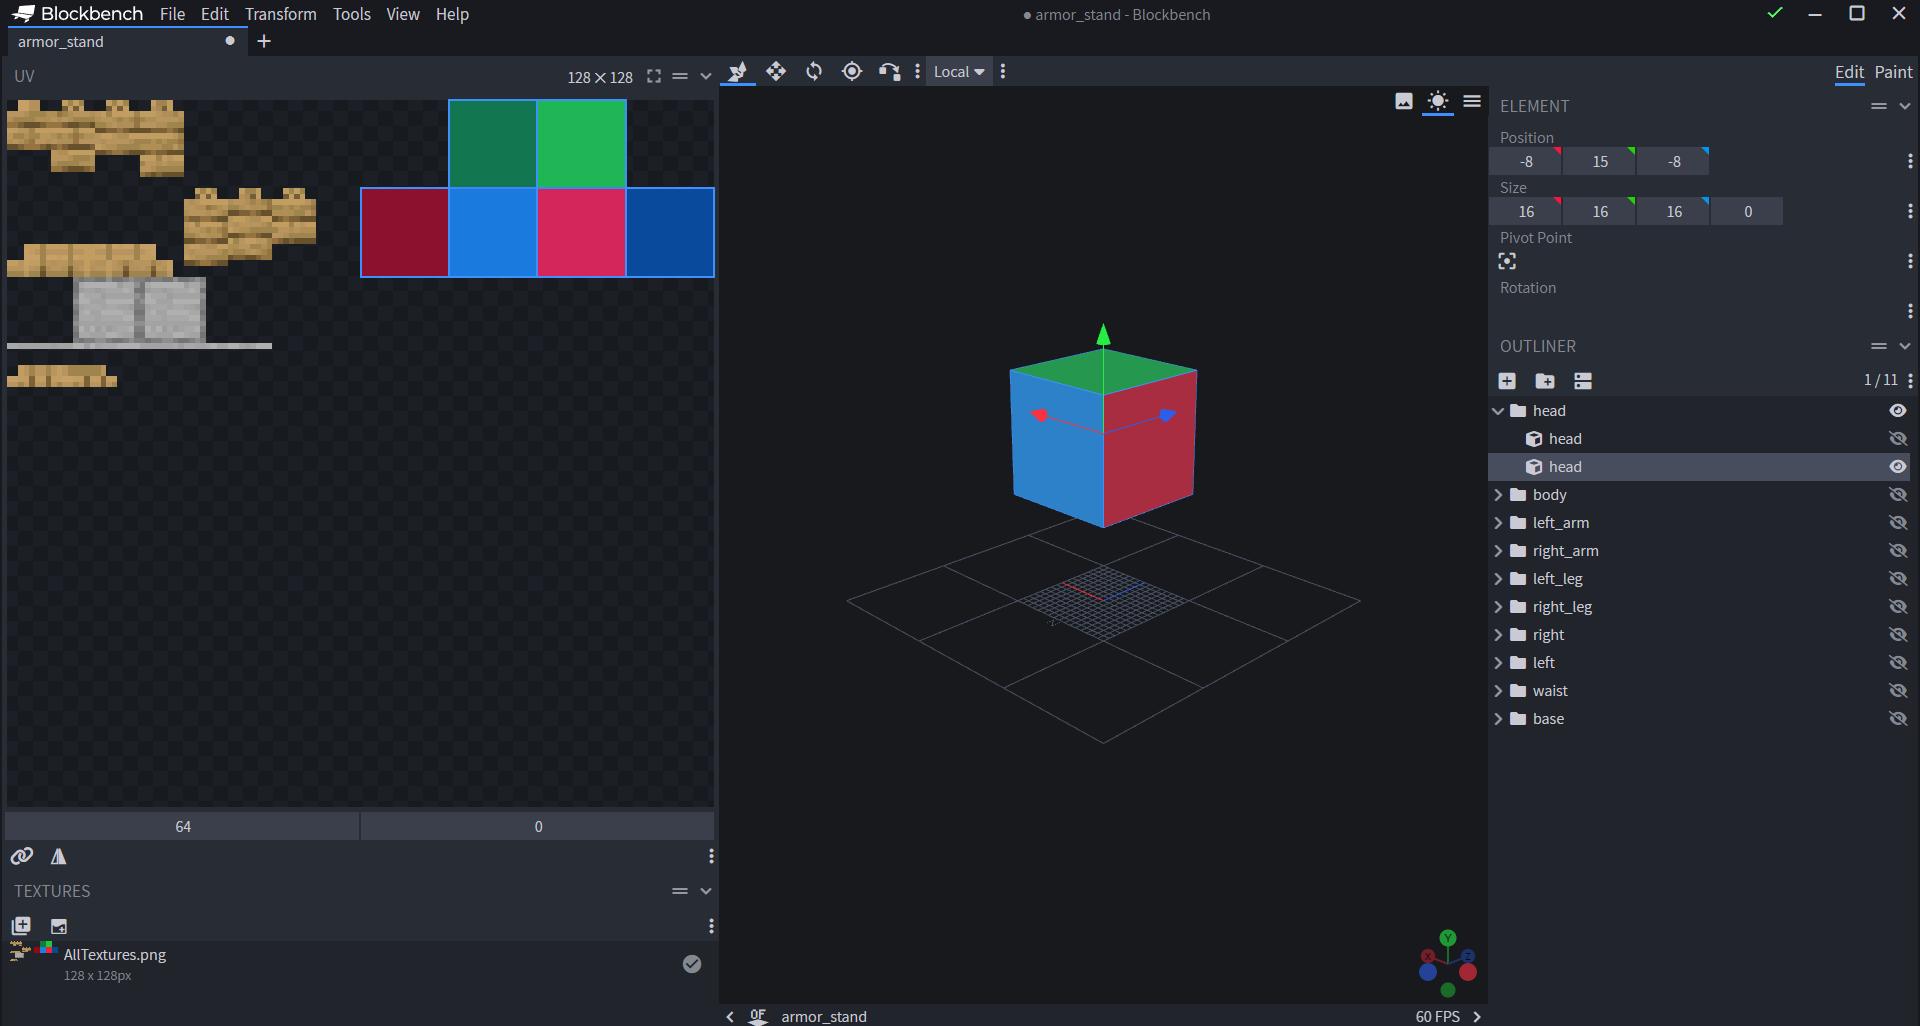 Blockbench File Edit Transform Tools View Help
armor_stand - Blockbench
armor_stand
UV
128 × 128
Local
Edit Paint
ELEMENT
Position
-8 15 -8
Size
16 16 16 0
Pivot Point
Rotation
OUTLINER
1 / 11
head
head
head
body
left_arm
right_arm
left_leg
right_leg
right
left
waist
base
64 0
TEXTURES
AllTextures.png
128 x 128px
Y
X
Z
OF armor_stand
60 FPS